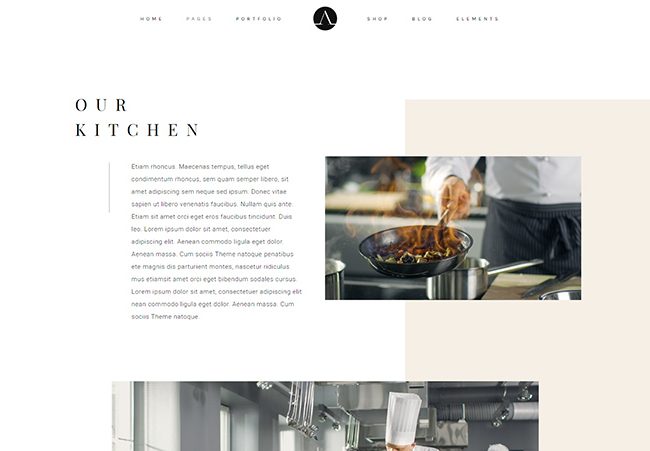 HOME
PAGES
PORTFOLIO
A
SHOP
BLOG
ELEMENTS
OUR
KITCHEN
Etiam rhoncus. Maecenas tempus, tellus eget
condimentum rhoncus, sem quam semper libero, sit
amet adipiscing sem neque sed ipsum. Donec vitae
sapien ut libero venenatis faucibus. Nullam quis ante.
Etiam sit amet orci eget eros faucibus tincidunt. Duis
leo. Lorem ipsum dolor sit amet, consectetuer
adipiscing elit. Aenean commodo ligula eget dolor.
Aenean massa. Cum sociis Theme natoque penatibus
ete magnis dis parturient montes, nascetur ridiculus
mus etiamsit amet orci eget bibendum sodales cursus.
Lorem ipsum dolor sit amet, consectetuer adipiscing elit
nean commodo ligula eget dolor. Aenean massa. Cum
sociis Theme natoque.